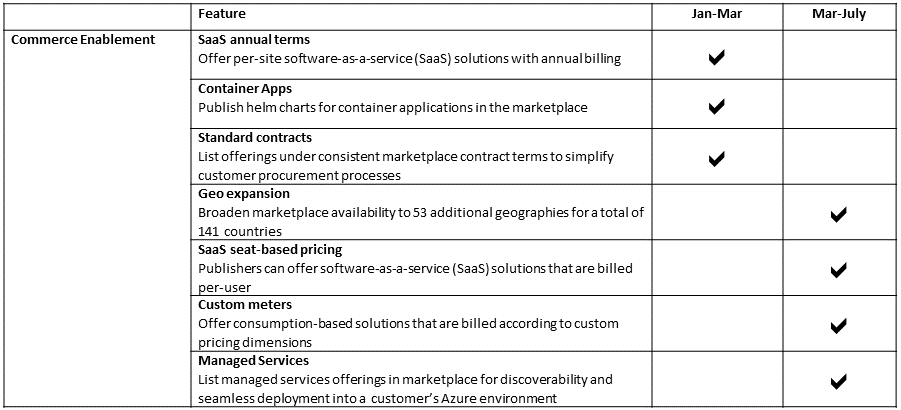 Feature Jan-Mar Mar-July
Commerce Enablement SaaS annual terms
Offer per-site software-as-a-service (SaaS) solutions with annual billing
Container Apps
Publish helm charts for container applications in the marketplace
Standard contracts
List offerings under consistent marketplace contract terms to simplify
customer procurement processes
Geo expansion
Broaden marketplace availability to 53 additional geographies for a total of
141 countries
SaaS seat-based pricing
Publishers can offer software-as-a-service (SaaS) solutions that are billed
per-user
Custom meters
Offer consumption-based solutions that are billed according to custom
pricing dimensions
Managed Services
List managed services offerings in marketplace for discoverability and
seamless deployment into a customer’s Azure environment